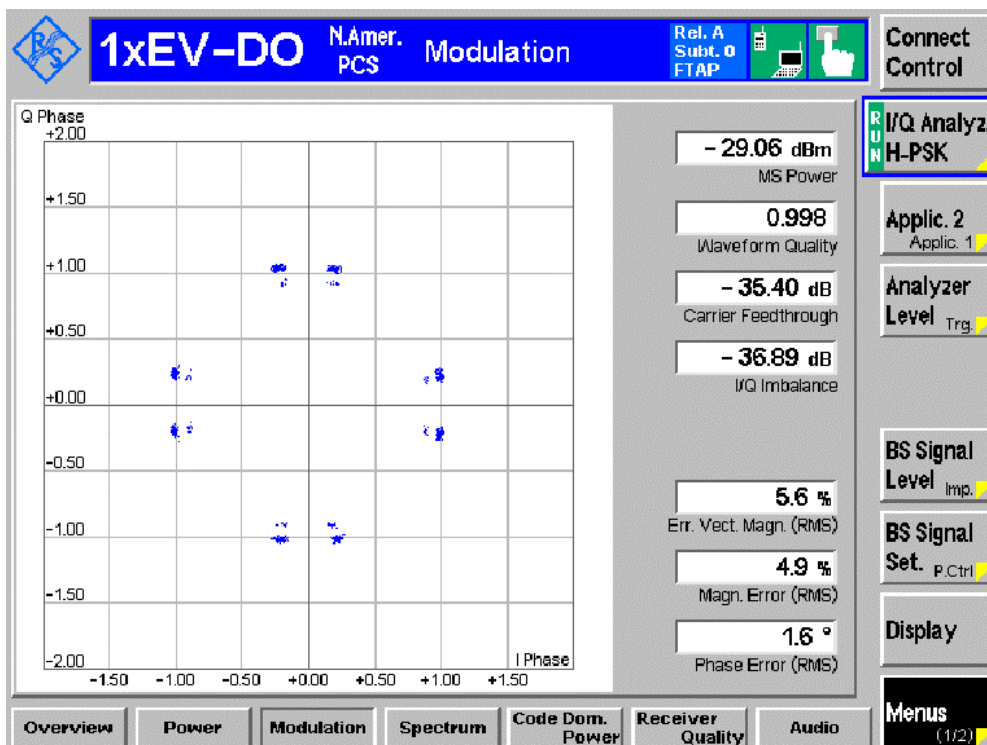 R&S
1xEV-DO
N.Amer.
PCS
Modulation
Rel. A
Subt. 0
FTAP
Connect
Control
Q Phase
+2.00
+1.50
+1.00
+0.50
+0.00
-0.50
-1.00
-1.50
-2.00
-1.50 -1.00 -0.50 +0.00 +0.50 +1.00 +1.50
I Phase
- 29.06 dBm
MS Power
0.998
Waveform Quality
- 35.40 dB
Carrier Feedthrough
- 36.89 dB
I/Q Imbalance
5.6 %
Err. Vect. Magn. (RMS)
4.9 %
Magn. Error (RMS)
1.6 °
Phase Error (RMS)
RUN
I/Q Analyz.
H-PSK
Applic. 2
Applic. 1
Analyzer
Level Trg.
BS Signal
Level Imp.
BS Signal
Set. P.Ctrl
Display
Menus
(1/2)
Overview
Power
Modulation
Spectrum
Code Dom.
Power
Receiver
Quality
Audio